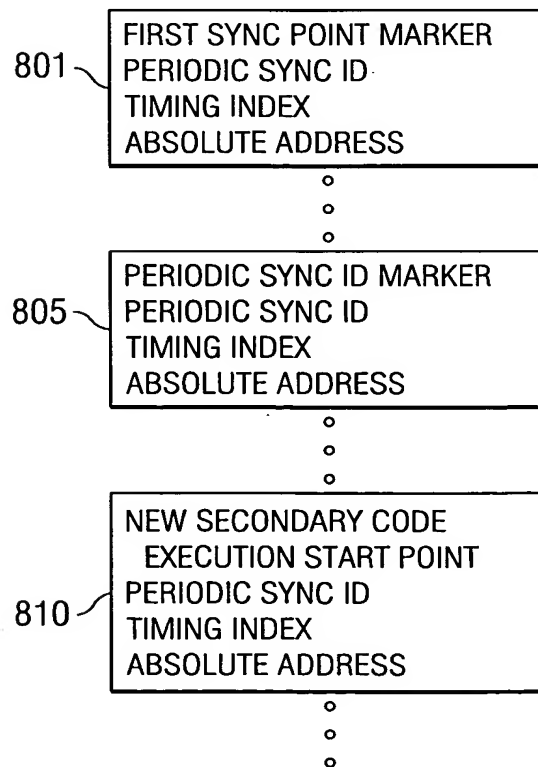 801
FIRST SYNC POINT MARKER
PERIODIC SYNC ID
TIMING INDEX
ABSOLUTE ADDRESS
805
PERIODIC SYNC ID MARKER
PERIODIC SYNC ID
TIMING INDEX
ABSOLUTE ADDRESS
810
NEW SECONDARY CODE
EXECUTION START POINT
PERIODIC SYNC ID
TIMING INDEX
ABSOLUTE ADDRESS